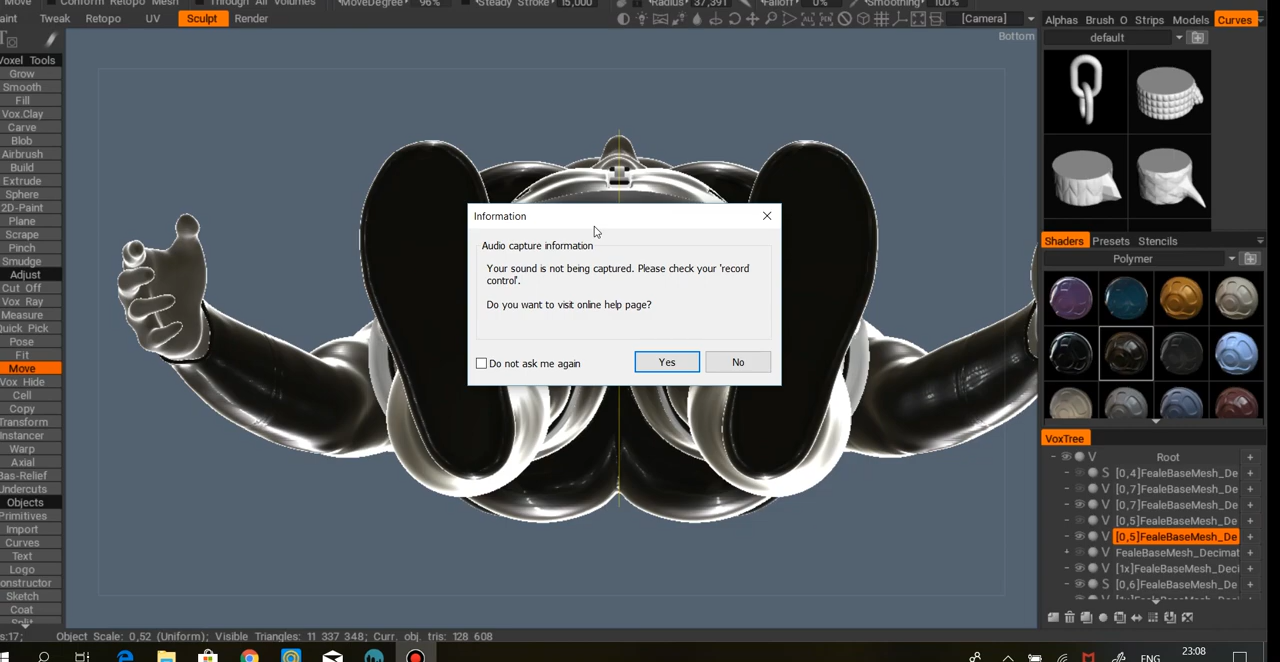 Move Conform Retopo Mesh Through All Volumes MoveDegree 96% Steady Stroke 15,000 Radius 37,391 Falloff 0% Smoothing 100%
aint Tweak Retopo UV Sculpt Render [Camera]
Bottom
Alphas Brush O Strips Models Curves
default
Voxel Tools
Grow
Smooth
Fill
Vox.Clay
Carve
Blob
Airbrush
Build
Extrude
Sphere
2D-Paint
Plane
Scrape
Pinch
Smudge
Adjust
Cut Off
Vox Ray
Measure
Quick Pick
Pose
Fit
Move
Vox Hide
Cell
Copy
Transform
Instancer
Warp
Axial
Bas-Relief
Undercuts
Objects
Primitives
Import
Curves
Text
Logo
onstructor
Sketch
Coat
Split
Information
Audio capture information
Your sound is not being captured. Please check your 'record
control'.
Do you want to visit online help page?
Do not ask me again
Yes
No
Shaders Presets Stencils
Polymer
VoxTree
V Root +
S [0,4]FealeBaseMesh_De +
V [0,7]FealeBaseMesh_De +
V [0,7]FealeBaseMesh_De +
V [0,5]FealeBaseMesh_De +
V [0,5]FealeBaseMesh_De +
+ V FealeBaseMesh_Decimat +
V [1x]FealeBaseMesh_Deci +
S [0,6]FealeBaseMesh_De +
s:17; Object Scale: 0,52 (Uniform); Visible Triangles: 11 337 348; Curr. obj. tris: 128 608
ENG
23:08